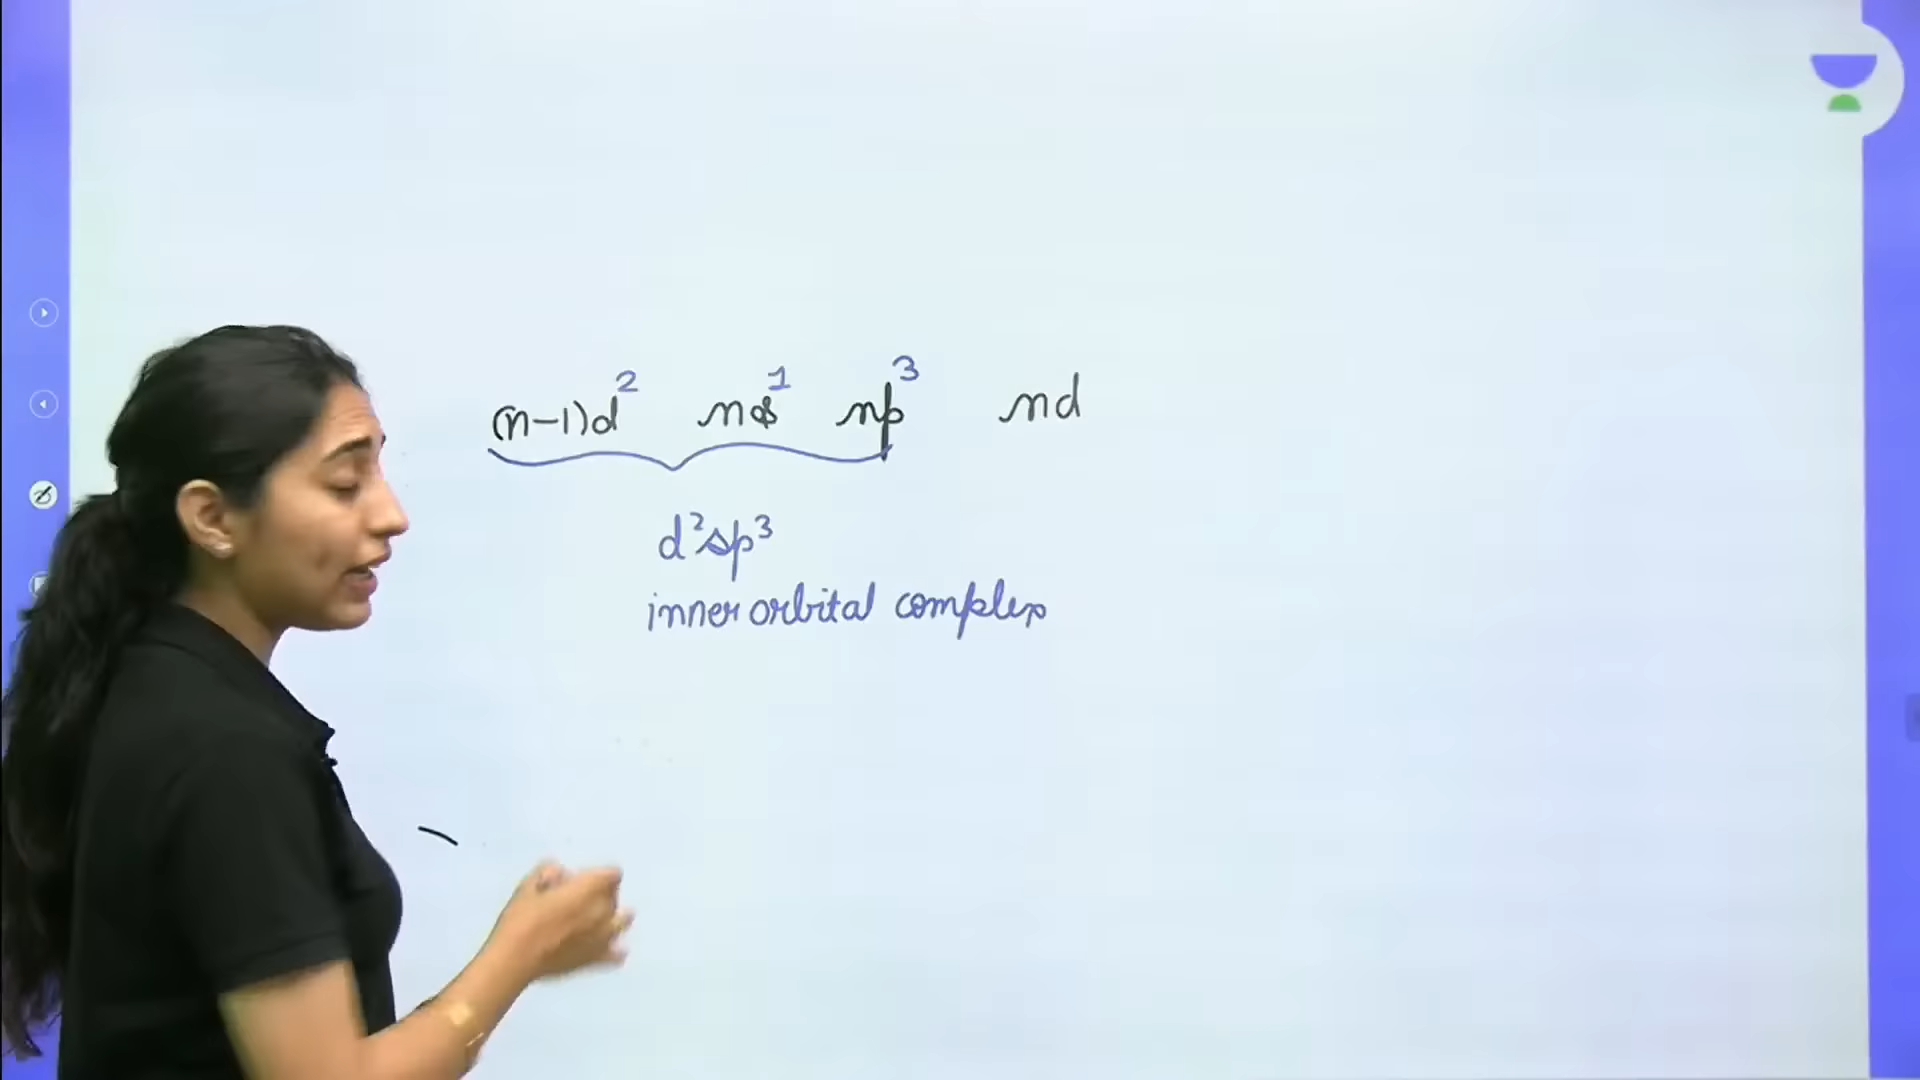 (n-1)d² ns¹ np³ nd
d²sp³
inner orbital complex